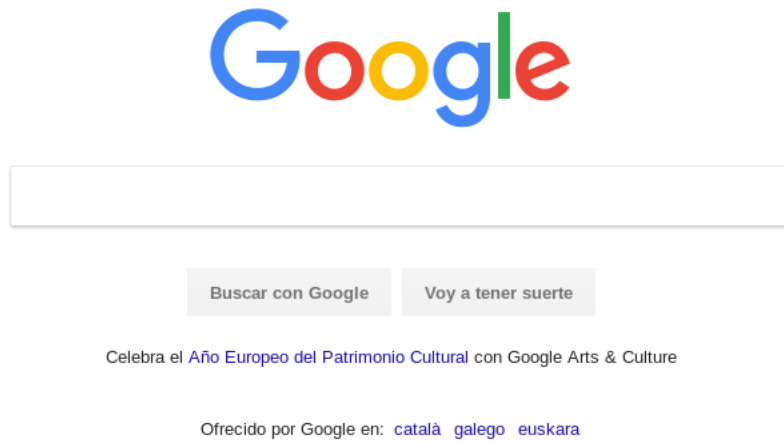 Google
Buscar con Google Voy a tener suerte
Celebra el Año Europeo del Patrimonio Cultural con Google Arts & Culture
Ofrecido por Google en: català galego euskara